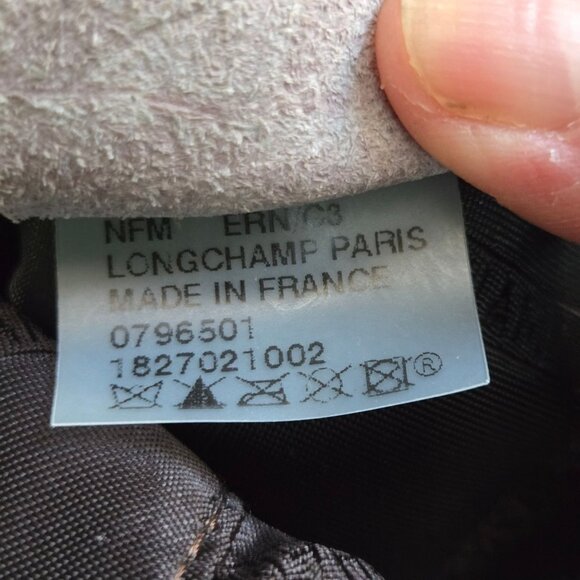 NFM ERN/C3
LONGCHAMP PARIS
MADE IN FRANCE
0796501
1827021002
®